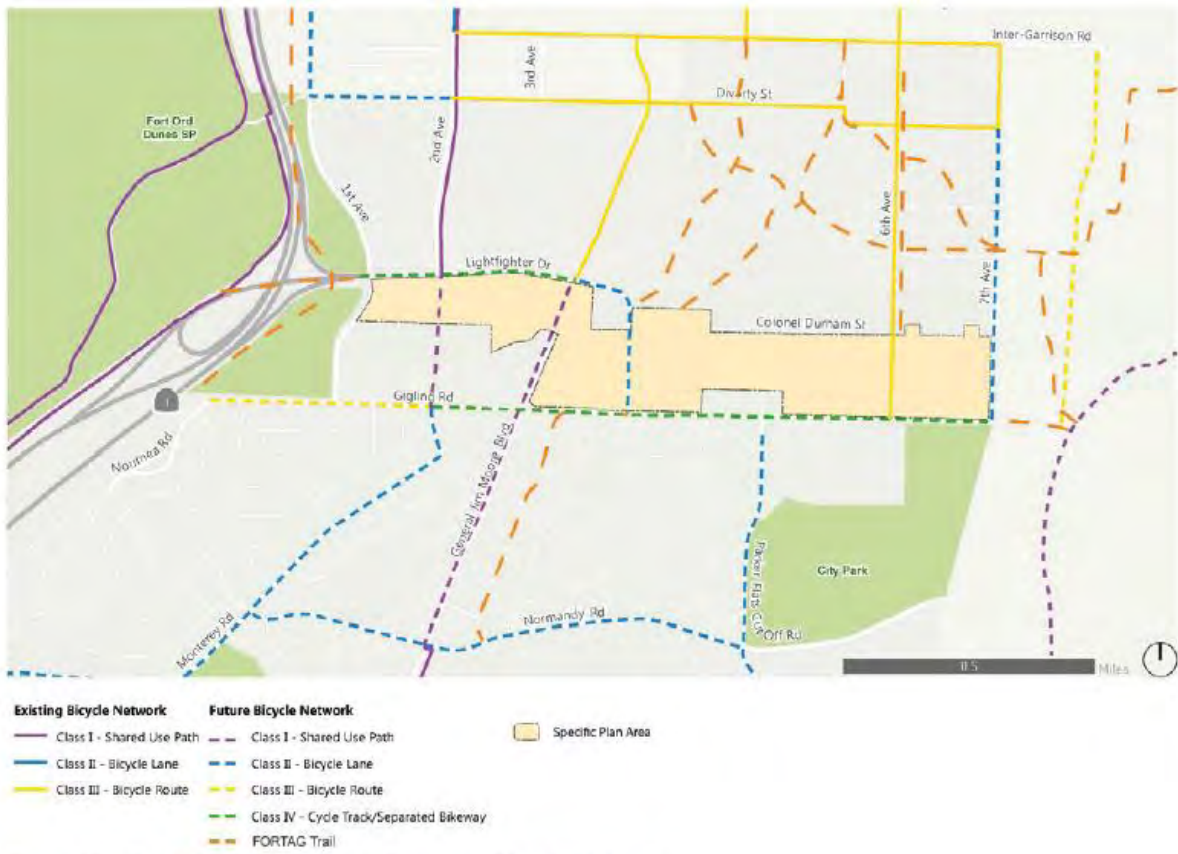 Inter-Garrison Rd
3rd Ave
Divarty St
Fort Ord
Dunes SP
2nd Ave
1st Ave
6th Ave
Lightfighter Dr
7th Ave
Colonel Durham St
Gigling Rd
1
Noumea Rd
General Jim Moore Blvd
Parker Flats Cut
Off Rd
City Park
Normandy Rd
Monterey Rd
0.5
Miles
Existing Bicycle Network
Class I - Shared Use Path
Class II - Bicycle Lane
Class III - Bicycle Route
Future Bicycle Network
Class I - Shared Use Path
Class II - Bicycle Lane
Class III - Bicycle Route
Class IV - Cycle Track/Separated Bikeway
FORTAG Trail
Specific Plan Area